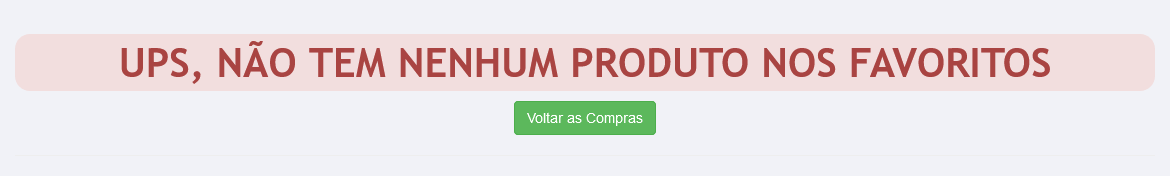 UPS, NÃO TEM NENHUM PRODUTO NOS FAVORITOS
Voltar as Compras